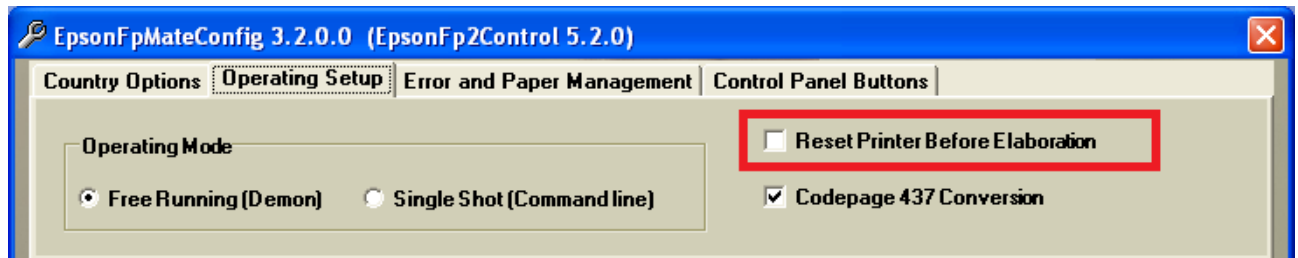 EpsonFpMateConfig 3.2.0.0 (EpsonFp2Control 5.2.0)
Country Options Operating Setup Error and Paper Management Control Panel Buttons
Operating Mode
Free Running (Demon) Single Shot (Command line)
Reset Printer Before Elaboration
Codepage 437 Conversion